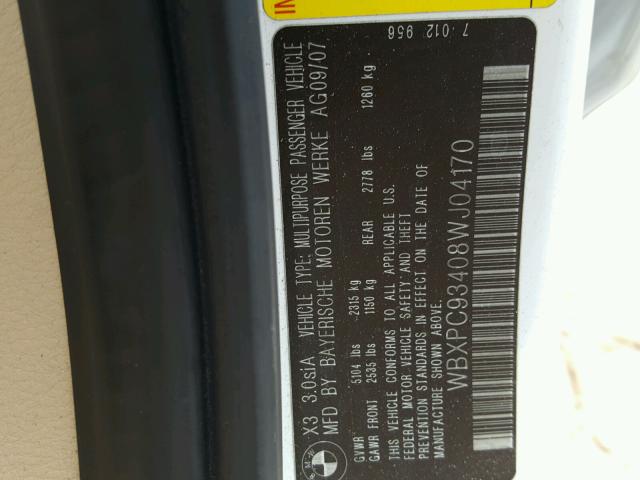 IN
7 012 956
X3 3.0siA VEHICLE TYPE: MULTIPURPOSE PASSENGER VEHICLE
MFD BY BAYERISCHE MOTOREN WERKE AG 09/07
GVWR 5104 lbs 2315 kg
GAWR FRONT 2535 lbs 1150 kg REAR 2778 lbs 1260 kg
THIS VEHICLE CONFORMS TO ALL APPLICABLE U.S.
FEDERAL MOTOR VEHICLE SAFETY AND THEFT
PREVENTION STANDARDS IN EFFECT ON THE DATE OF
MANUFACTURE SHOWN ABOVE.
WBXPC93408WJ04170